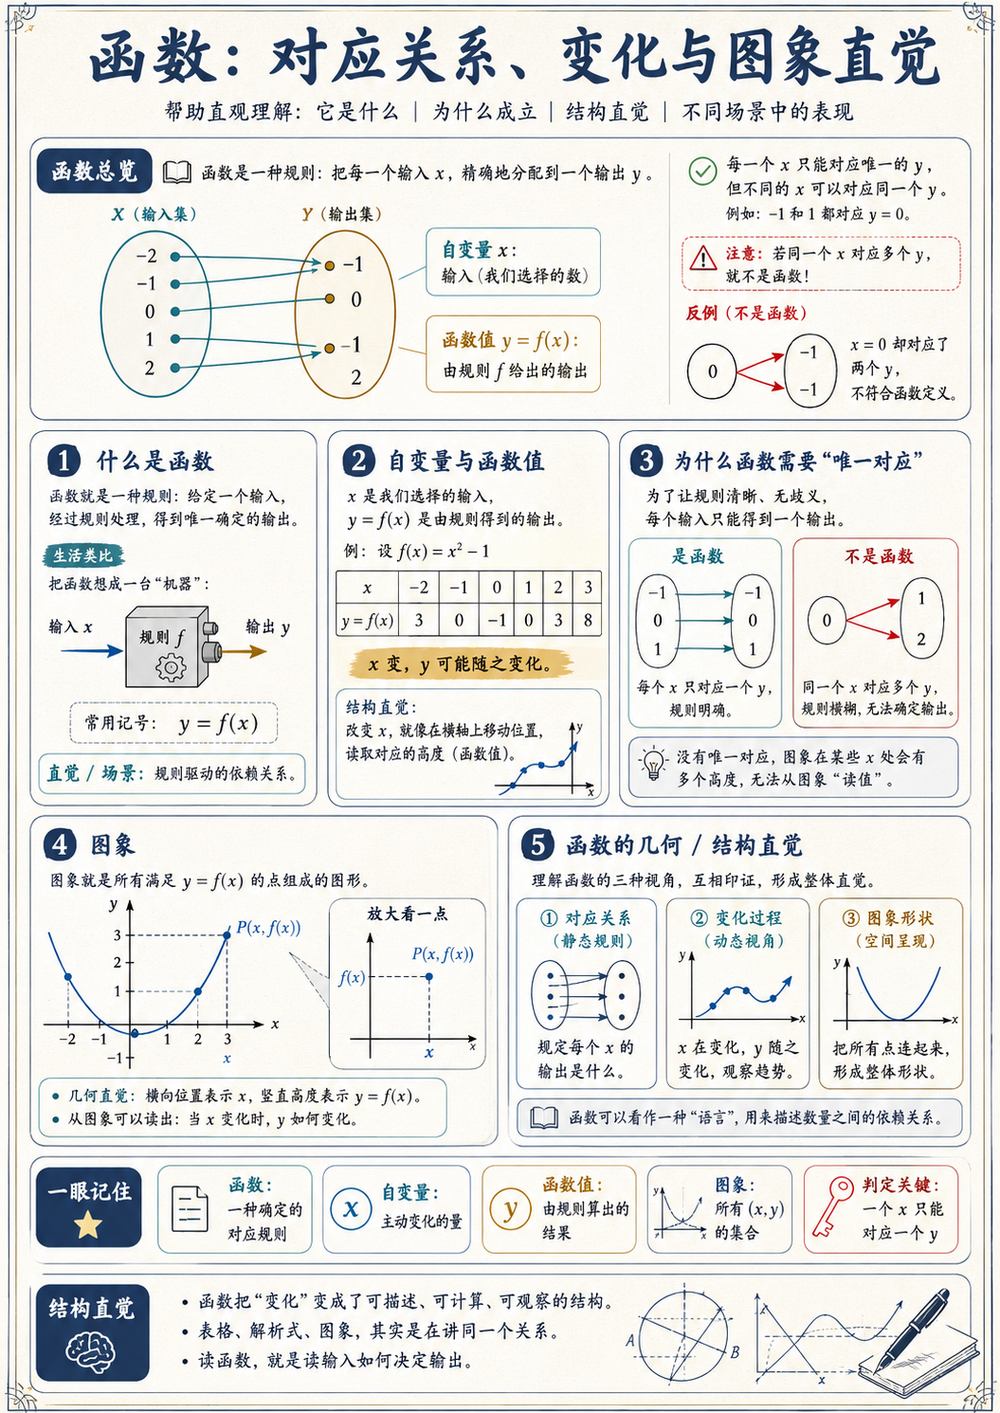 函数：对应关系、变化与图象直觉
帮助直观理解：它是什么 | 为什么成立 | 结构直觉 | 不同场景中的表现
函数总览
函数是一种规则：把每一个输入 x，精确地分配到一个输出 y。
X（输入集）
Y（输出集）
-2
-1
0
1
2
-1
0
-1
2
自变量 x：
输入（我们选择的数）
函数值 y = f(x)：
由规则 f 给出的输出
每一个 x 只能对应唯一的 y，
但不同的 x 可以对应同一个 y。
例如：-1 和 1 都对应 y = 0。
注意：若同一个 x 对应多个 y，
就不是函数！
反例（不是函数）
0
-1
-1
x = 0 却对应了
两个 y，
不符合函数定义。
1 什么是函数
函数就是一种规则：给定一个输入，
经过规则处理，得到唯一确定的输出。
生活类比
把函数想成一台“机器”：
输入 x
规则 f
输出 y
常用记号： y = f(x)
直觉 / 场景：规则驱动的依赖关系。
2 自变量与函数值
x 是我们选择的输入，
y = f(x) 是由规则得到的输出。
例：设 f(x) = x² − 1
x -2 -1 0 1 2 3
y = f(x) 3 0 -1 0 3 8
x 变，y 可能随之变化。
结构直觉：
改变 x，就像在横轴上移动位置，
读取对应的高度（函数值）。
y
x
3 为什么函数需要“唯一对应”
为了让规则清晰、无歧义，
每个输入只能得到一个输出。
是函数
-1 -1
0 0
1 1
每个 x 只对应一个 y，
规则明确。
不是函数
0
1
2
同一个 x 对应多个 y，
规则模糊，无法确定输出。
没有唯一对应，图象在某些 x 处会有
多个高度，无法从图象“读值”。
4 图象
图象就是所有满足 y = f(x) 的点组成的图形。
y
3
2
1
-1
-2 -1 0 1 2 3
x
x
P(x, f(x))
放大看一点
P(x, f(x))
f(x)
x
x
几何直觉：横向位置表示 x，竖直高度表示 y = f(x)。
从图象可以读出：当 x 变化时，y 如何变化。
5 函数的几何 / 结构直觉
理解函数的三种视角，互相印证，形成整体直觉。
① 对应关系
（静态规则）
规定每个 x 的
输出是什么。
② 变化过程
（动态视角）
y
x
x 在变化，y 随之
变化，观察趋势。
③ 图象形状
（空间呈现）
y
x
把所有点连起来，
形成整体形状。
函数可以看作一种“语言”，用来描述数量之间的依赖关系。
一眼记住
函数：
一种确定的
对应规则
x
自变量：
主动变化的量
y
函数值：
由规则算出的
结果
y
x
图象：
所有 (x, y)
的集合
判定关键：
一个 x 只能
对应一个 y
结构直觉
函数把“变化”变成了可描述、可计算、可观察的结构。
表格、解析式、图象，其实是在讲同一个关系。
读函数，就是读输入如何决定输出。
A
B
x